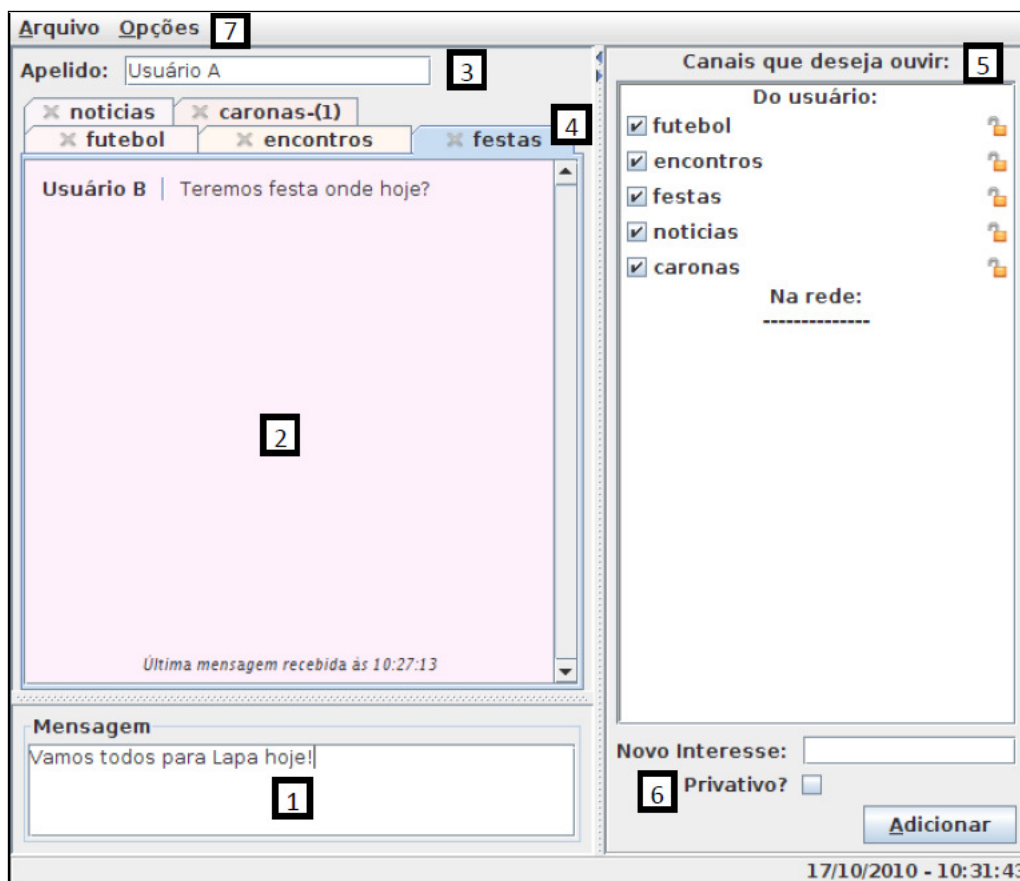 Arquivo Opções 7
Apelido: Usuário A 3
noticias caronas-(1)
futebol encontros festas 4
Usuário B Teremos festa onde hoje?
2
Última mensagem recebida às 10:27:13
Mensagem
Vamos todos para Lapa hoje!
1
Canais que deseja ouvir: 5
Do usuário:
futebol
encontros
festas
noticias
caronas
Na rede:
--------------
Novo Interesse:
6 Privativo?
Adicionar
17/10/2010 - 10:31:43